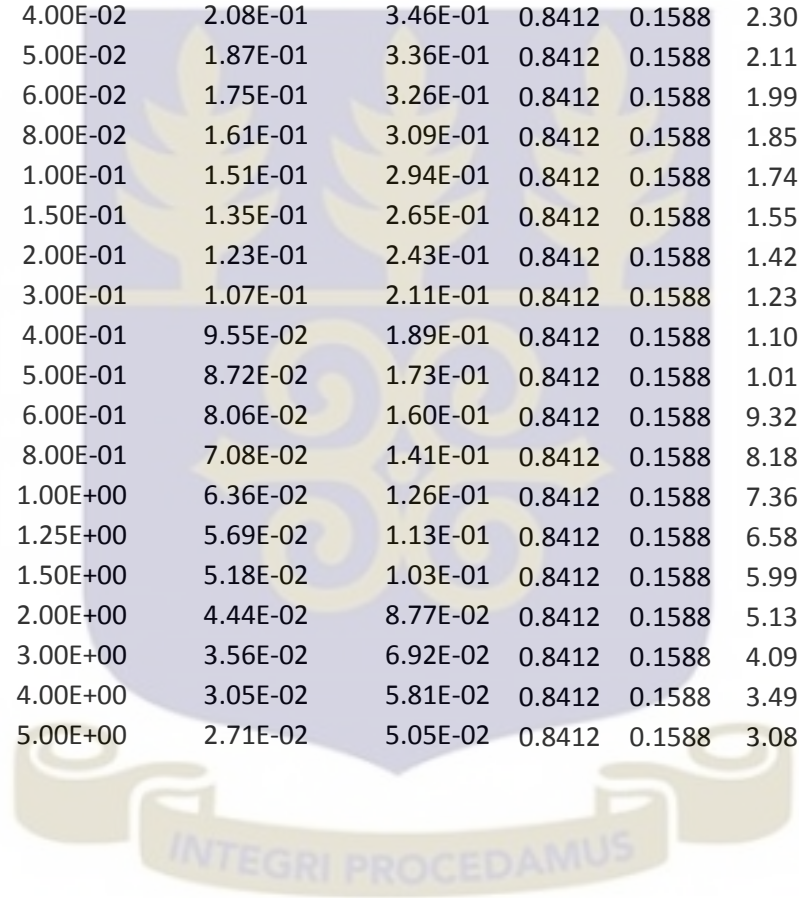 4.00E-02 2.08E-01 3.46E-01 0.8412 0.1588 2.30
5.00E-02 1.87E-01 3.36E-01 0.8412 0.1588 2.11
6.00E-02 1.75E-01 3.26E-01 0.8412 0.1588 1.99
8.00E-02 1.61E-01 3.09E-01 0.8412 0.1588 1.85
1.00E-01 1.51E-01 2.94E-01 0.8412 0.1588 1.74
1.50E-01 1.35E-01 2.65E-01 0.8412 0.1588 1.55
2.00E-01 1.23E-01 2.43E-01 0.8412 0.1588 1.42
3.00E-01 1.07E-01 2.11E-01 0.8412 0.1588 1.23
4.00E-01 9.55E-02 1.89E-01 0.8412 0.1588 1.10
5.00E-01 8.72E-02 1.73E-01 0.8412 0.1588 1.01
6.00E-01 8.06E-02 1.60E-01 0.8412 0.1588 9.32
8.00E-01 7.08E-02 1.41E-01 0.8412 0.1588 8.18
1.00E+00 6.36E-02 1.26E-01 0.8412 0.1588 7.36
1.25E+00 5.69E-02 1.13E-01 0.8412 0.1588 6.58
1.50E+00 5.18E-02 1.03E-01 0.8412 0.1588 5.99
2.00E+00 4.44E-02 8.77E-02 0.8412 0.1588 5.13
3.00E+00 3.56E-02 6.92E-02 0.8412 0.1588 4.09
4.00E+00 3.05E-02 5.81E-02 0.8412 0.1588 3.49
5.00E+00 2.71E-02 5.05E-02 0.8412 0.1588 3.08
INTEGRI PROCEDAMUS